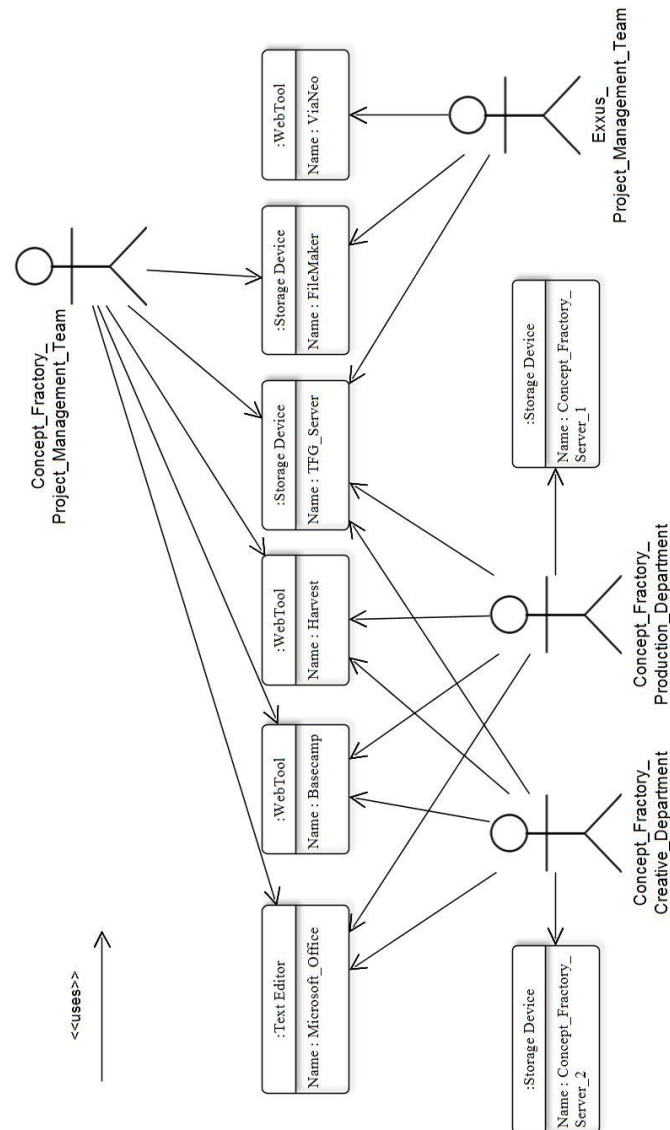 <<uses>>
Concept_Fractory_
Project_Management_Team
:Text Editor
Name : Microsoft_Office
:WebTool
Name : Basecamp
:WebTool
Name : Harvest
:Storage Device
Name : TFG_Server
:Storage Device
Name : FileMaker
:WebTool
Name : ViaNeo
:Storage Device
Name : Concept_Fractory_
Server_2
Concept_Fractory_
Creative_Department
Concept_Fractory_
Production_Department
:Storage Device
Name : Concept_Fractory_
Server_1
Exxus_
Project_Management_Team